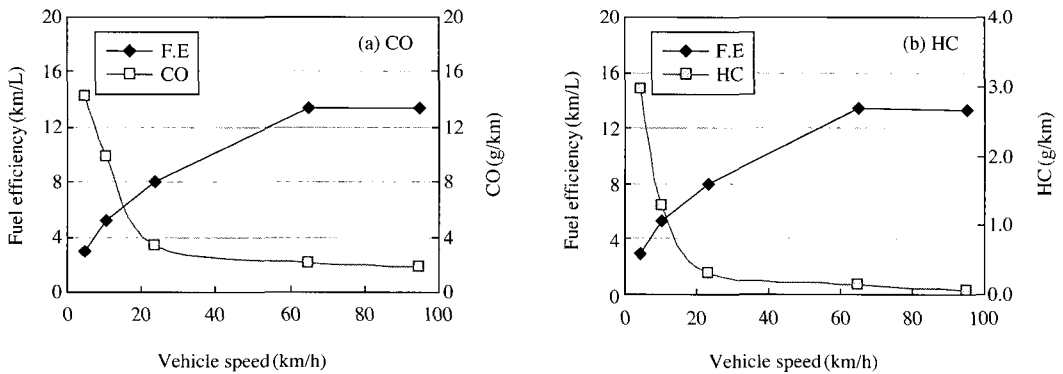 (a) CO
F.E
CO
Fuel efficiency (km/L)
20
16
12
8
4
0
CO (g/km)
20
16
12
8
4
0
0 20 40 60 80 100
Vehicle speed (km/h)
(b) HC
F.E
HC
Fuel efficiency (km/L)
20
16
12
8
4
0
HC (g/km)
4.0
3.0
2.0
1.0
0.0
0 20 40 60 80 100
Vehicle speed (km/h)